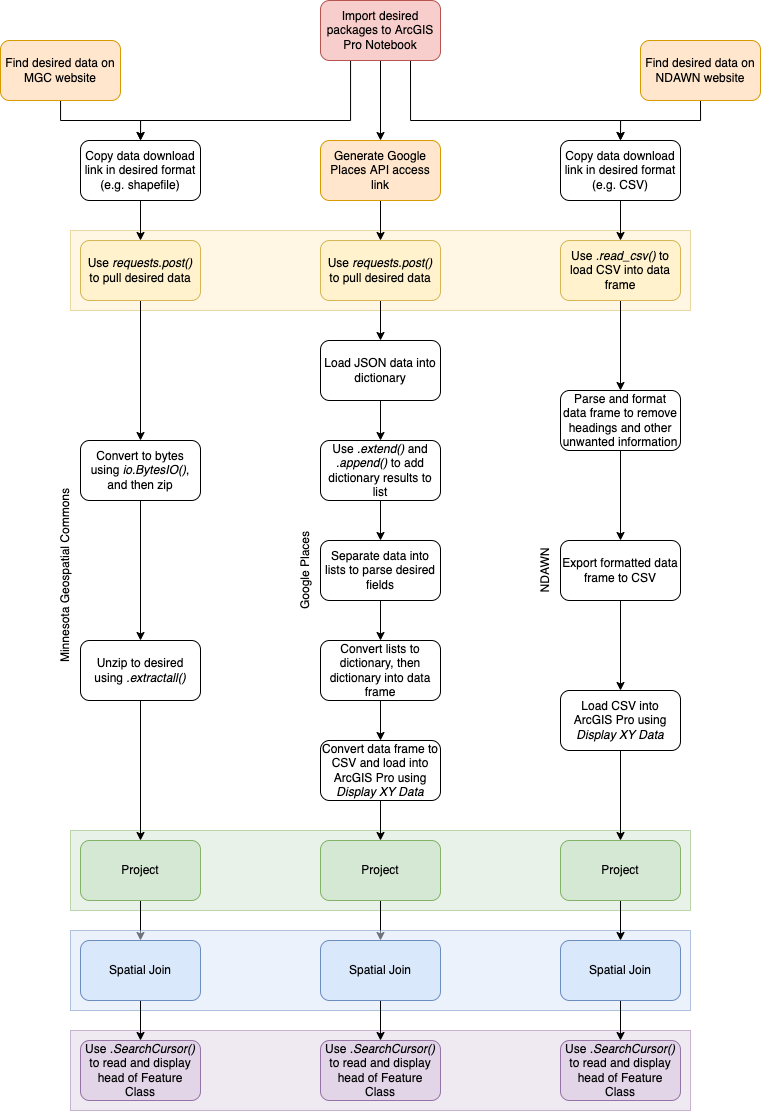 Import desired
packages to ArcGIS
Pro Notebook
Find desired data on
MGC website
Find desired data on
NDAWN website
Copy data download
link in desired format
(e.g. shapefile)
Generate Google
Places API access
link
Copy data download
link in desired format
(e.g. CSV)
Use requests.post()
to pull desired data
Use requests.post()
to pull desired data
Use .read_csv() to
load CSV into data
frame
Load JSON data into
dictionary
Parse and format
data frame to remove
headings and other
unwanted information
Convert to bytes
using io.BytesIO(),
and then zip
Use .extend() and
.append() to add
dictionary results to
list
Minnesota Geospatial Commons
Google Places
NDAWN
Separate data into
lists to parse desired
fields
Export formatted data
frame to CSV
Unzip to desired
using .extractall()
Convert lists to
dictionary, then
dictionary into data
frame
Load CSV into
ArcGIS Pro using
Display XY Data
Convert data frame to
CSV and load into
ArcGIS Pro using
Display XY Data
Project
Project
Project
Spatial Join
Spatial Join
Spatial Join
Use .SearchCursor()
to read and display
head of Feature
Class
Use .SearchCursor()
to read and display
head of Feature
Class
Use .SearchCursor()
to read and display
head of Feature
Class